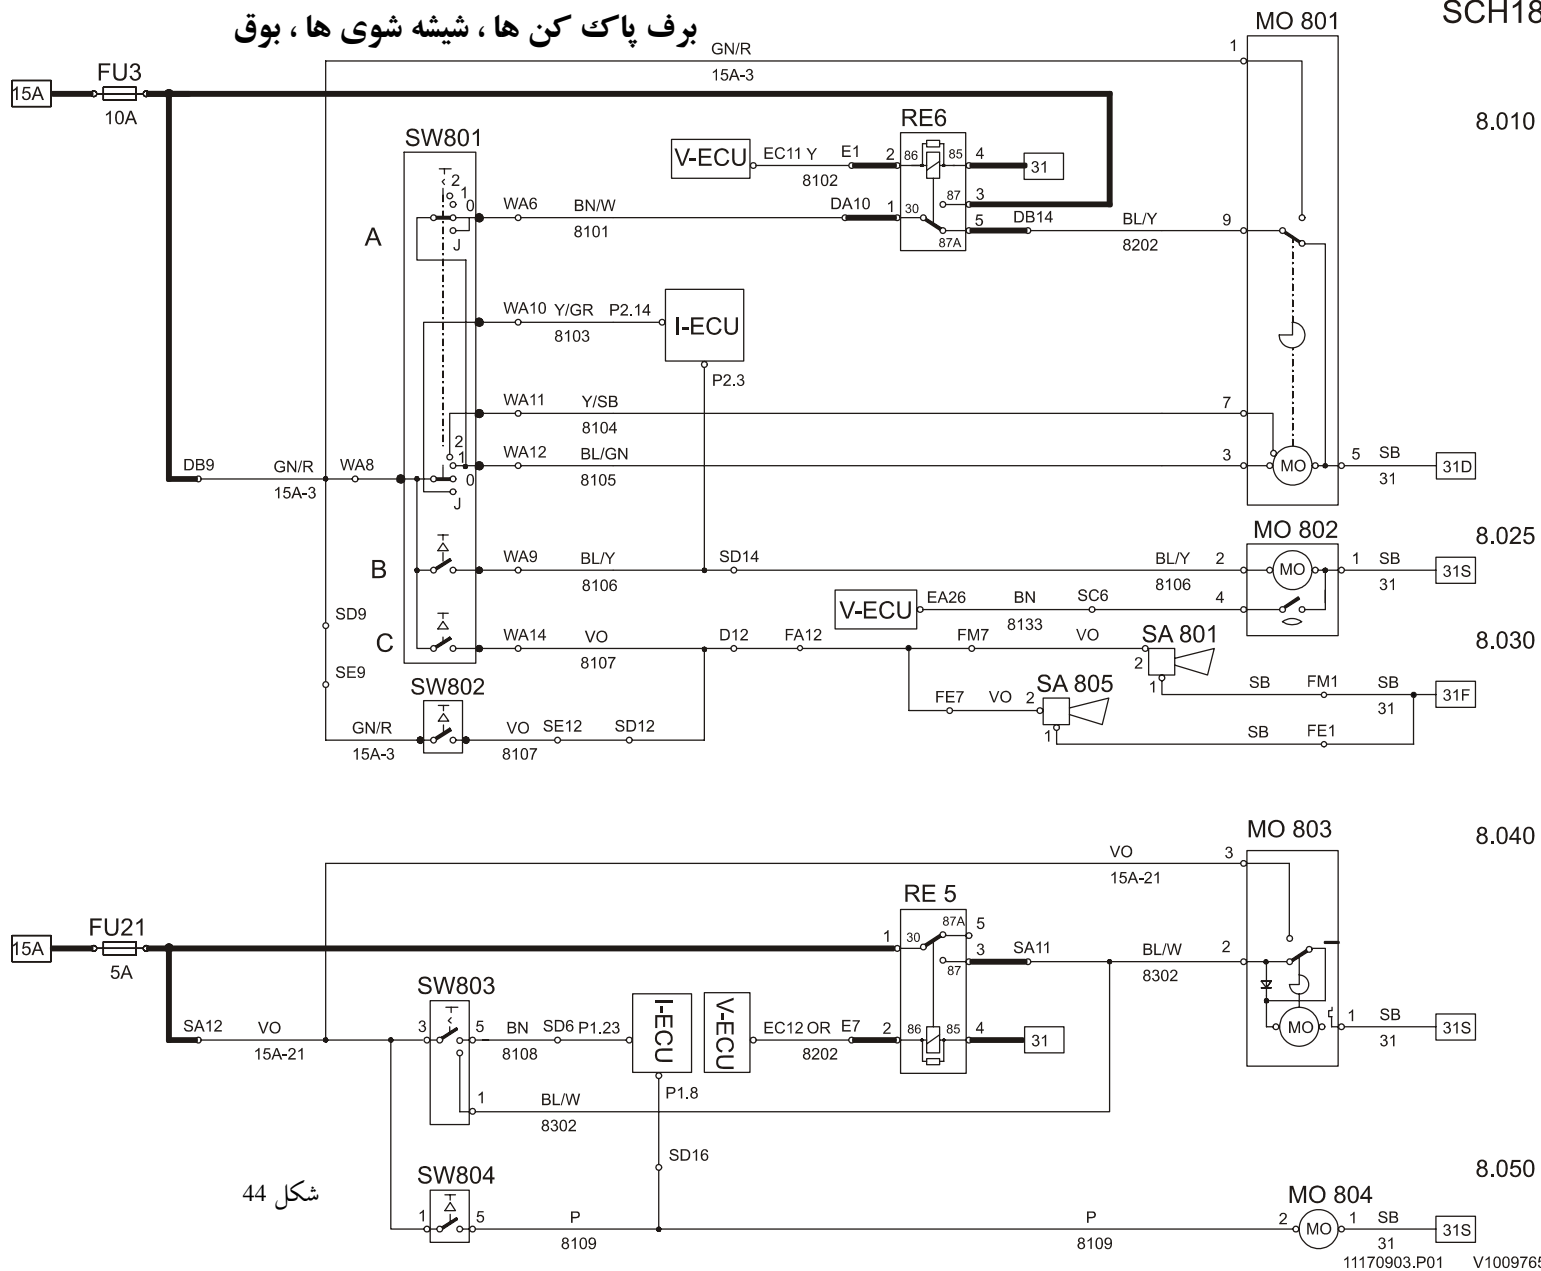 برف پاك كن ها ، شيشه شوى ها ، بوق
SCH18
MO 801
GN/R
15A-3
1
15A
FU3
10A
8.010
SW801
RE6
V-ECU
EC11 Y
E1
8102
2
86
85
4
31
87
3
2
1
0
J
A
WA6
BN/W
8101
DA10
1
30
87A
5
DB14
BL/Y
8202
9
WA10
Y/GR
P2.14
8103
I-ECU
P2.3
WA11
Y/SB
8104
7
2
1
0
J
WA12
BL/GN
8105
3
MO
5
SB
31
31D
DB9
GN/R
15A-3
WA8
MO 802
8.025
B
WA9
BL/Y
8106
SD14
BL/Y
8106
2
MO
1
SB
31
31S
V-ECU
EA26
BN
8133
SC6
4
SD9
C
WA14
VO
8107
D12
FA12
FM7
VO
SA 801
2
1
8.030
SE9
SW802
FE7
VO
2
SA 805
1
SB
FM1
SB
31
31F
GN/R
15A-3
VO
8107
SE12
SD12
SB
FE1
MO 803
8.040
VO
15A-21
3
RE 5
15A
FU21
5A
1
30
87A
5
3
87
SA11
BL/W
8302
2
SW803
SA12
VO
15A-21
3
5
BN
8108
SD6
P1.23
I-ECU
V-ECU
EC12 OR
8202
E7
2
86
85
4
31
MO
1
SB
31
31S
1
BL/W
8302
P1.8
SD16
شكل 44
SW804
8.050
1
5
P
8109
P
8109
MO 804
2
MO
1
SB
31
31S
11170903.P01
V1009765